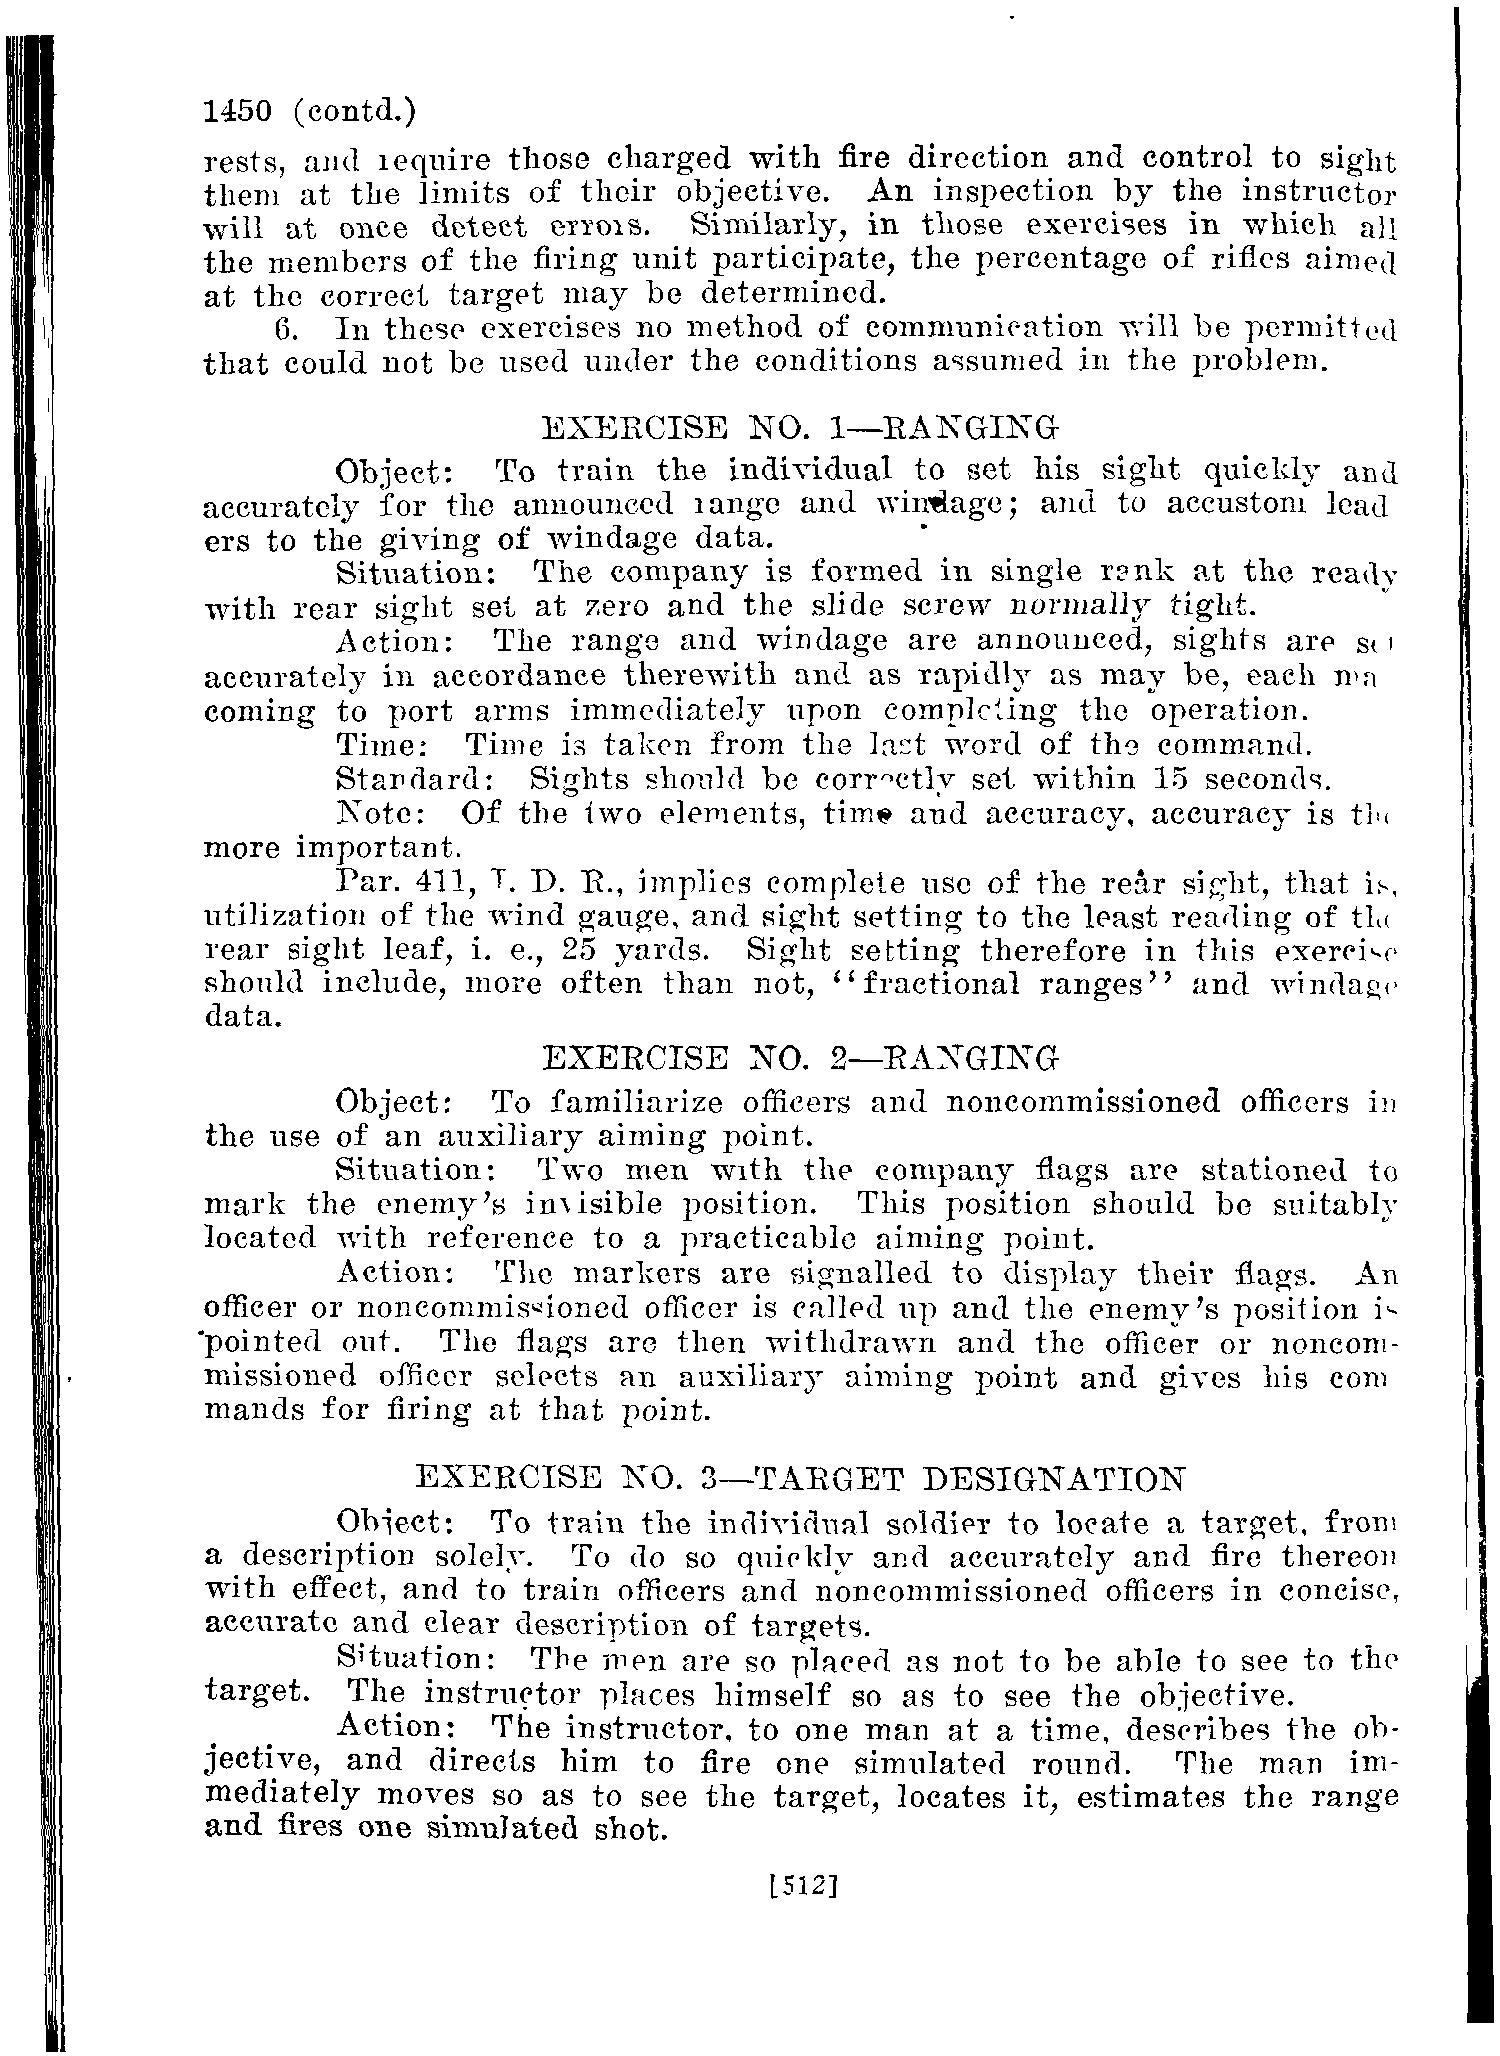 1450 (contd.)
rests, and require those charged with fire direction and control to sight
them at the limits of their objective. An inspection by the instructor
will at once detect errors. Similarly, in those exercises in which all
the members of the firing unit participate, the percentage of rifles aimed
at the correct target may be determined.
6. In these exercises no method of communication will be permitted
that could not be used under the conditions assumed in the problem.
EXERCISE NO. 1—RANGING
Object: To train the individual to set his sight quickly and
accurately for the announced range and windage; and to accustom lead
ers to the giving of windage data.
Situation: The company is formed in single rank at the ready
with rear sight set at zero and the slide screw normally tight.
Action: The range and windage are announced, sights are set
accurately in accordance therewith and as rapidly as may be, each ma
coming to port arms immediately upon completing the operation.
Time: Time is taken from the last word of the command.
Standard: Sights should be correctly set within 15 seconds.
Note: Of the two elements, time and accuracy, accuracy is the
more important.
Par. 411, I. D. R., implies complete use of the rear sight, that is,
utilization of the wind gauge, and sight setting to the least reading of the
rear sight leaf, i. e., 25 yards. Sight setting therefore in this exercise
should include, more often than not, "fractional ranges" and windage
data.
EXERCISE NO. 2—RANGING
Object: To familiarize officers and noncommissioned officers in
the use of an auxiliary aiming point.
Situation: Two men with the company flags are stationed to
mark the enemy's invisible position. This position should be suitably
located with reference to a practicable aiming point.
Action: The markers are signalled to display their flags. An
officer or noncommissioned officer is called up and the enemy's position is
pointed out. The flags are then withdrawn and the officer or noncom-
missioned officer selects an auxiliary aiming point and gives his com
mands for firing at that point.
EXERCISE NO. 3—TARGET DESIGNATION
Object: To train the individual soldier to locate a target, from
a description solely. To do so quickly and accurately and fire thereon
with effect, and to train officers and noncommissioned officers in concise,
accurate and clear description of targets.
Situation: The men are so placed as not to be able to see to the
target. The instructor places himself so as to see the objective.
Action: The instructor, to one man at a time, describes the ob-
jective, and directs him to fire one simulated round. The man im-
mediately moves so as to see the target, locates it, estimates the range
and fires one simulated shot.
[512]